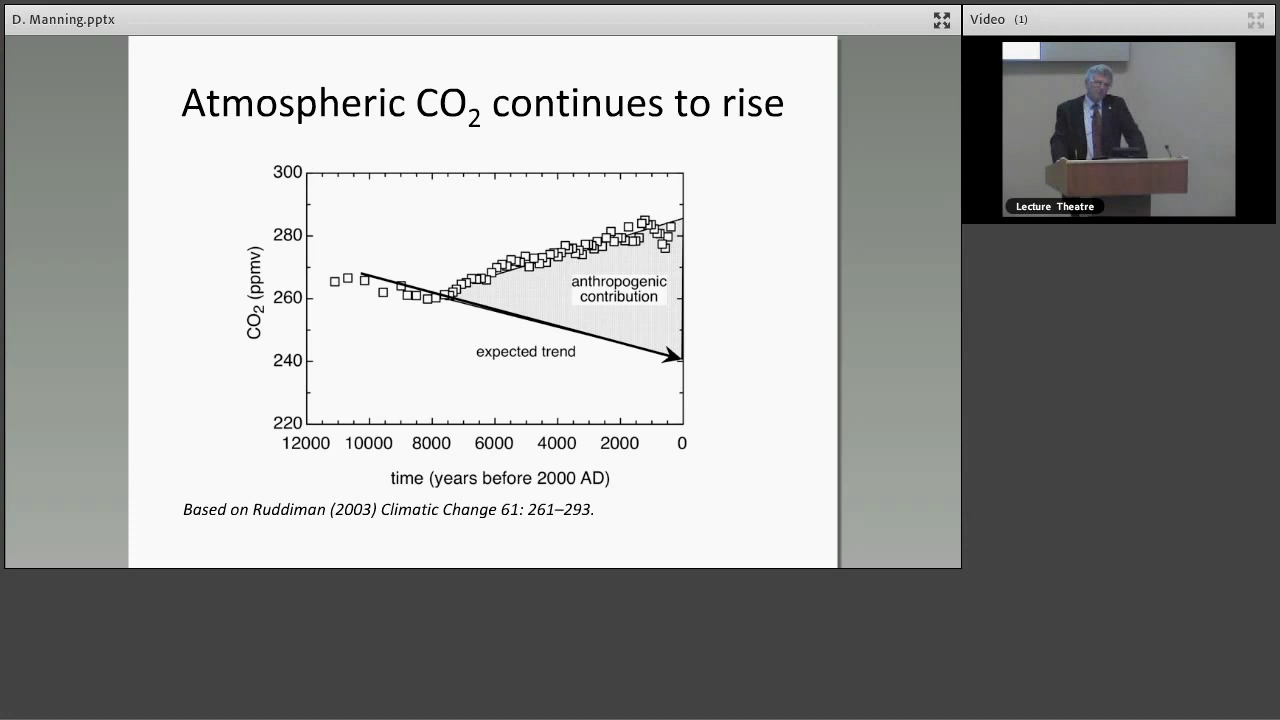 D. Manning.pptx
Video (1)
Atmospheric CO2 continues to rise
300
280
260
240
220
CO2 (ppmv)
anthropogenic
contribution
expected trend
12000 10000 8000 6000 4000 2000 0
time (years before 2000 AD)
Based on Ruddiman (2003) Climatic Change 61: 261–293.
Lecture Theatre